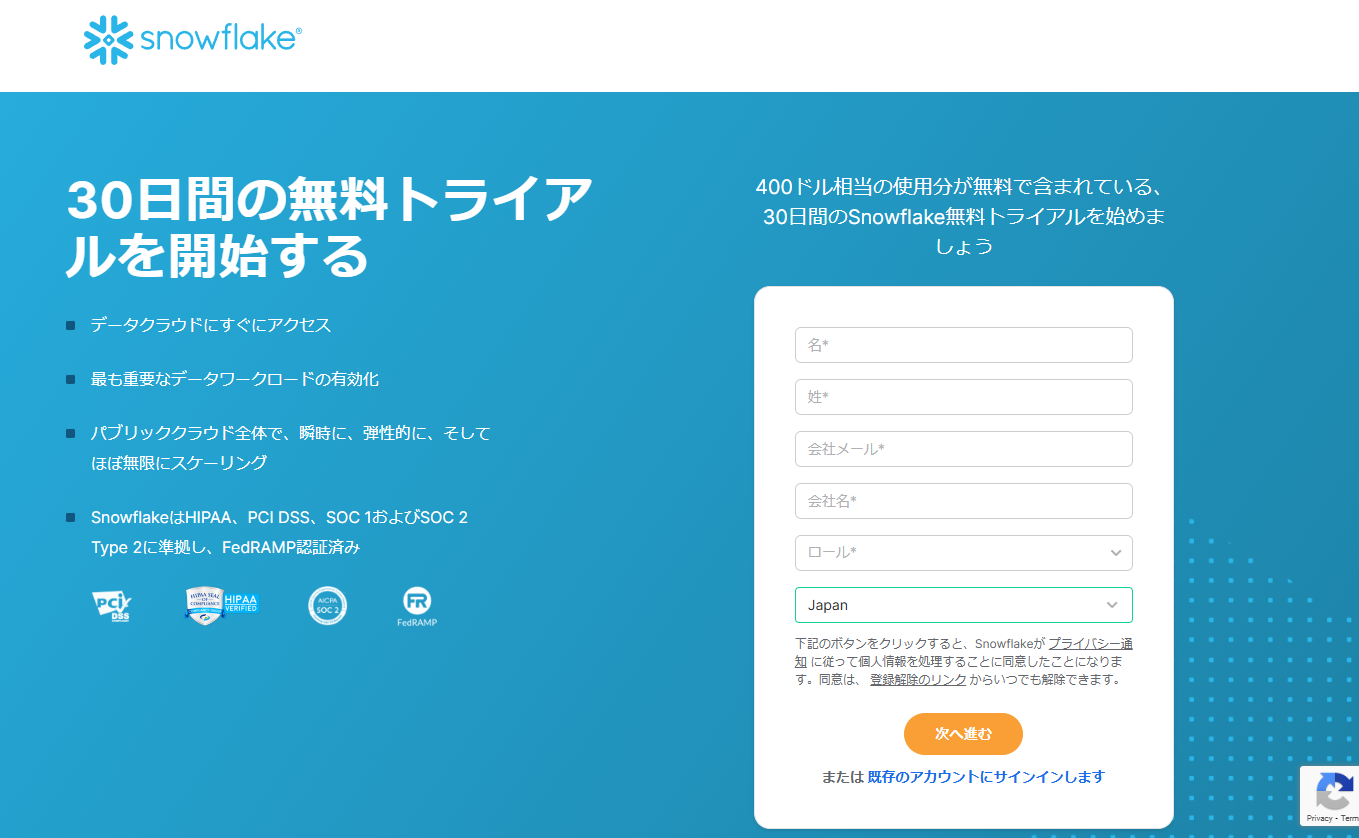 snowflake®
30日間の無料トライア
ルを開始する
データクラウドにすぐにアクセス
最も重要なデータワークロードの有効化
パブリッククラウド全体で、瞬時に、弾性的に、そして
ほぼ無限にスケーリング
SnowflakeはHIPAA、PCI DSS、SOC 1およびSOC 2
Type 2に準拠し、FedRAMP認証済み
PCI
DSS
HIPAA SEAL
OF
COMPLIANCE
HIPAA
VERIFIED
AICPA
SOC 2
FR
FedRAMP
400ドル相当の使用分が無料で含まれている、
30日間のSnowflake無料トライアルを始めま
しょう
名*
姓*
会社メール*
会社名*
ロール*
Japan
下記のボタンをクリックすると、Snowflakeが プライバシー通
知 に従って個人情報を処理することに同意したことになりま
す。同意は、 登録解除のリンク からいつでも解除できます。
次へ進む
または 既存のアカウントにサインインします
Privacy - Term